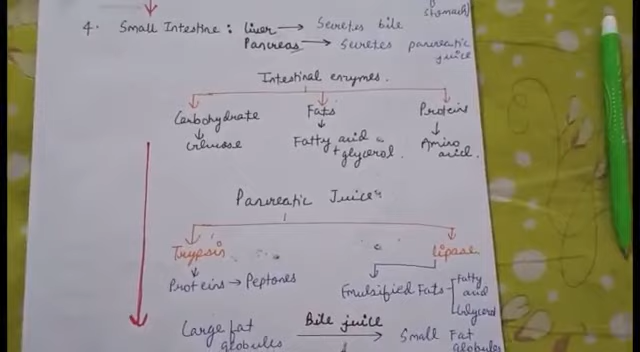 stomach)
4. Small Intestine : Liver → Secretes bile
Pancreas → Secretes pancreatic juice
Intestinal enzymes.
Carbohydrate Fats Proteins
↓ ↓ ↓
Glucose Fatty acid + glycerol. Amino acid.
Pancreatic Juice
Trypsin lipase
Proteins → Peptones
Emulsified Fats - Fatty acid Glycerol
Large fat globules Bile juice → Small Fat globules